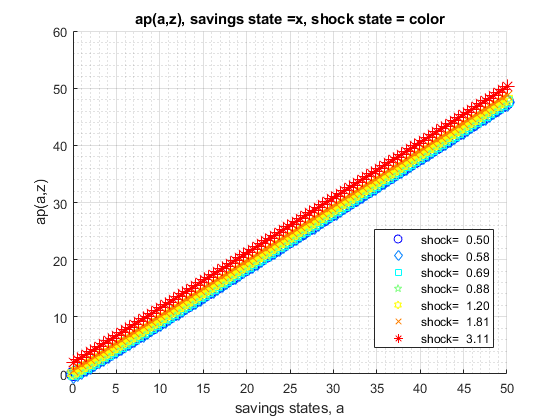 ap(a,z), savings state =x, shock state = color
60
50
40
30
20
10
0
ap(a,z)
shock= 0.50
shock= 0.58
shock= 0.69
shock= 0.88
shock= 1.20
shock= 1.81
shock= 3.11
0 5 10 15 20 25 30 35 40 45 50
savings states, a